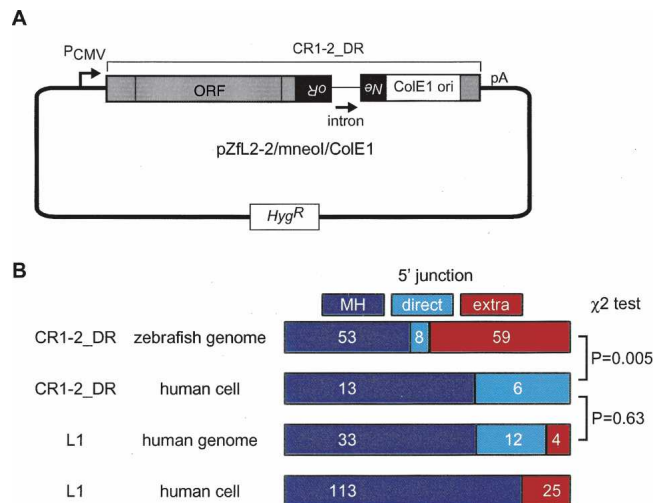 A
PCMV
CR1-2_DR
ORF
oR
Ne
ColE1 ori
pA
intron
pZfL2-2/mneoI/ColE1
HygR
B
5' junction
MH direct extra
χ2 test
CR1-2_DR zebrafish genome 53 8 59
P=0.005
CR1-2_DR human cell 13 6
P=0.63
L1 human genome 33 12 4
L1 human cell 113 25